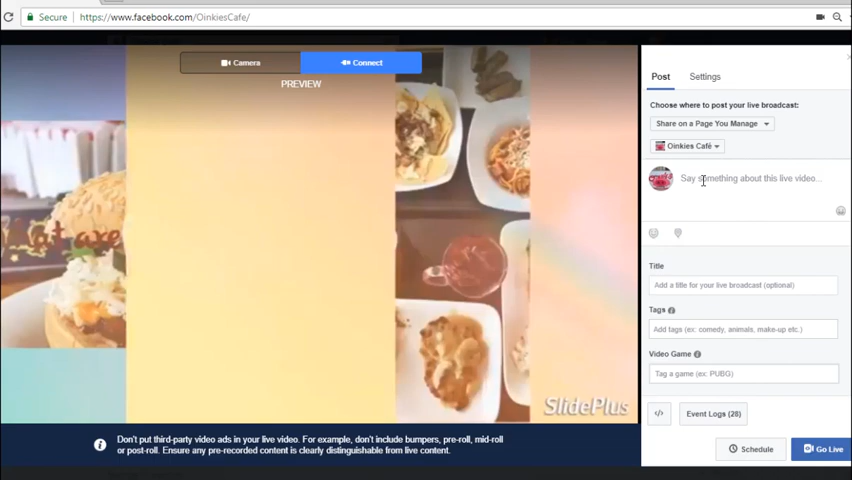 Secure
https://www.facebook.com/OinkiesCafe/
Camera
Connect
PREVIEW
Post
Settings
Choose where to post your live broadcast:
Share on a Page You Manage
Oinkies Café
Say something about this live video...
Title
Add a title for your live broadcast (optional)
Tags
Add tags (ex: comedy, animals, make-up etc.)
Video Game
Tag a game (ex: PUBG)
</> Event Logs (28)
Schedule
Go Live
at are
SlidePlus
Don't put third-party video ads in your live video. For example, don't include bumpers, pre-roll, mid-roll
or post-roll. Ensure any pre-recorded content is clearly distinguishable from live content.